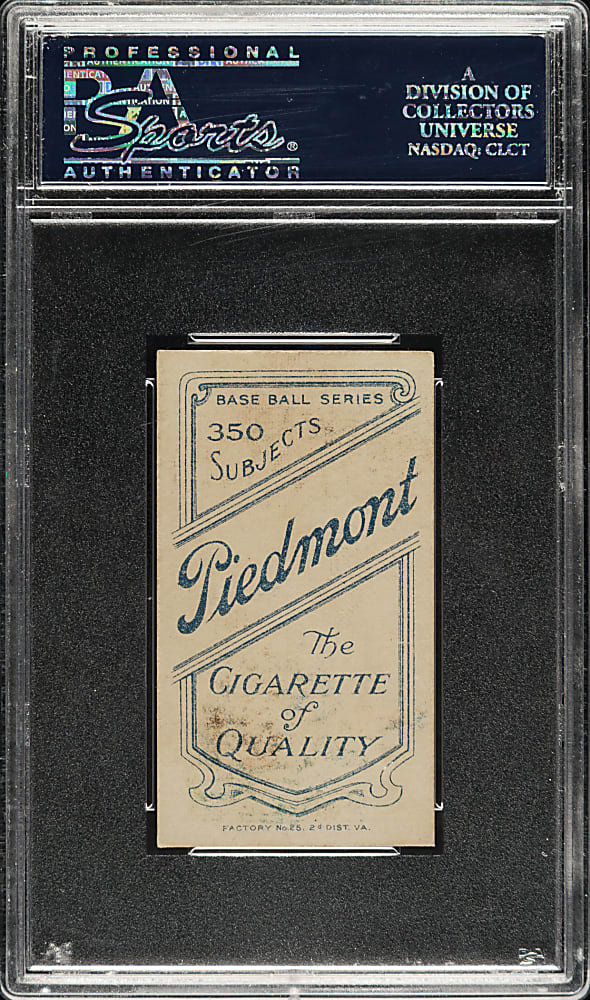 PROFESSIONAL
PSA
Sports®
AUTHENTICATOR
A
DIVISION OF
COLLECTORS
UNIVERSE
NASDAQ: CLCT
BASE BALL SERIES
350
SUBJECTS
Piedmont
The
CIGARETTE
of
QUALITY
FACTORY No.25, 2d DIST. VA.